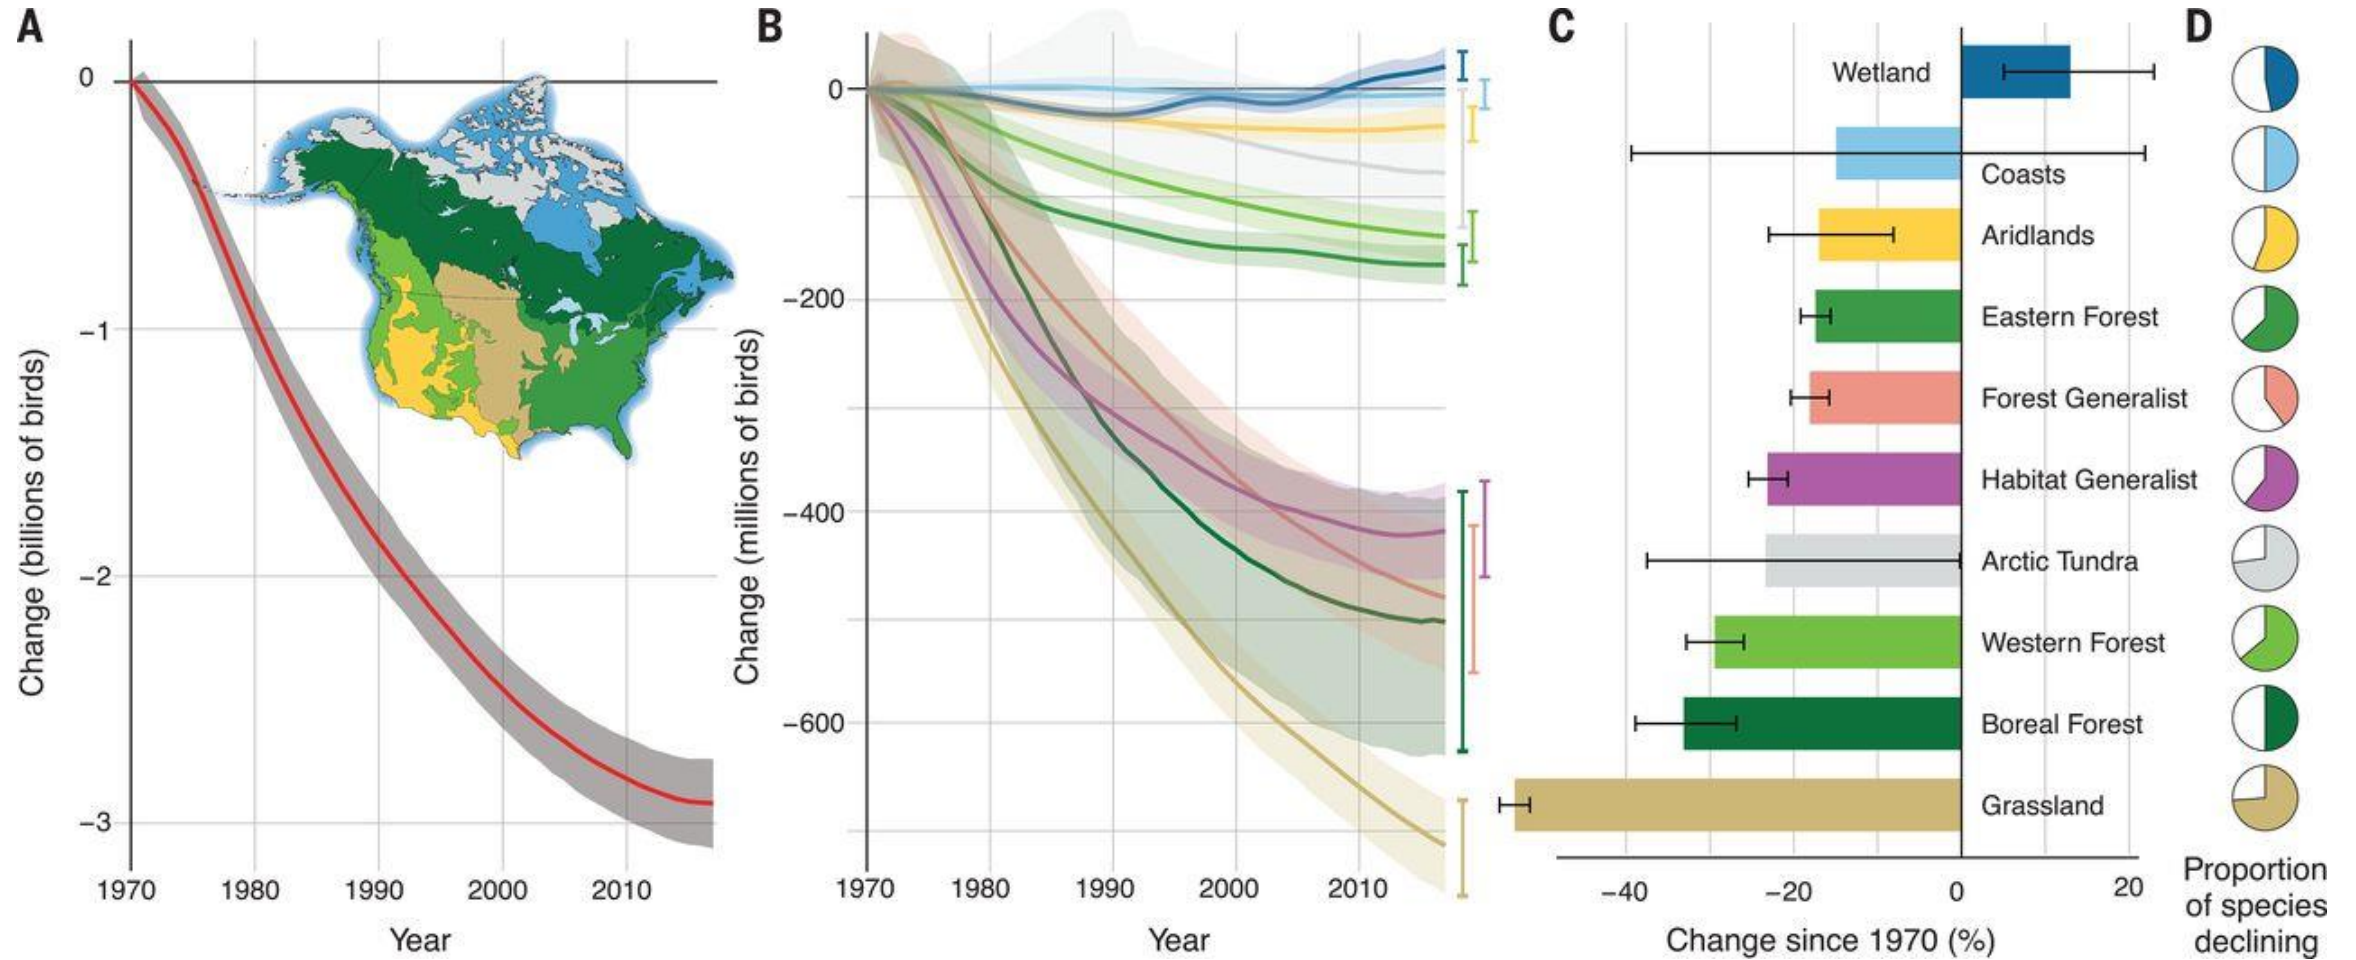 A
0
−1
−2
−3
Change (billions of birds)
1970 1980 1990 2000 2010
Year
B
0
−200
−400
−600
Change (millions of birds)
1970 1980 1990 2000 2010
Year
C
Wetland
Coasts
Aridlands
Eastern Forest
Forest Generalist
Habitat Generalist
Arctic Tundra
Western Forest
Boreal Forest
Grassland
−40 −20 0 20
Change since 1970 (%)
D
Proportion
of species
declining